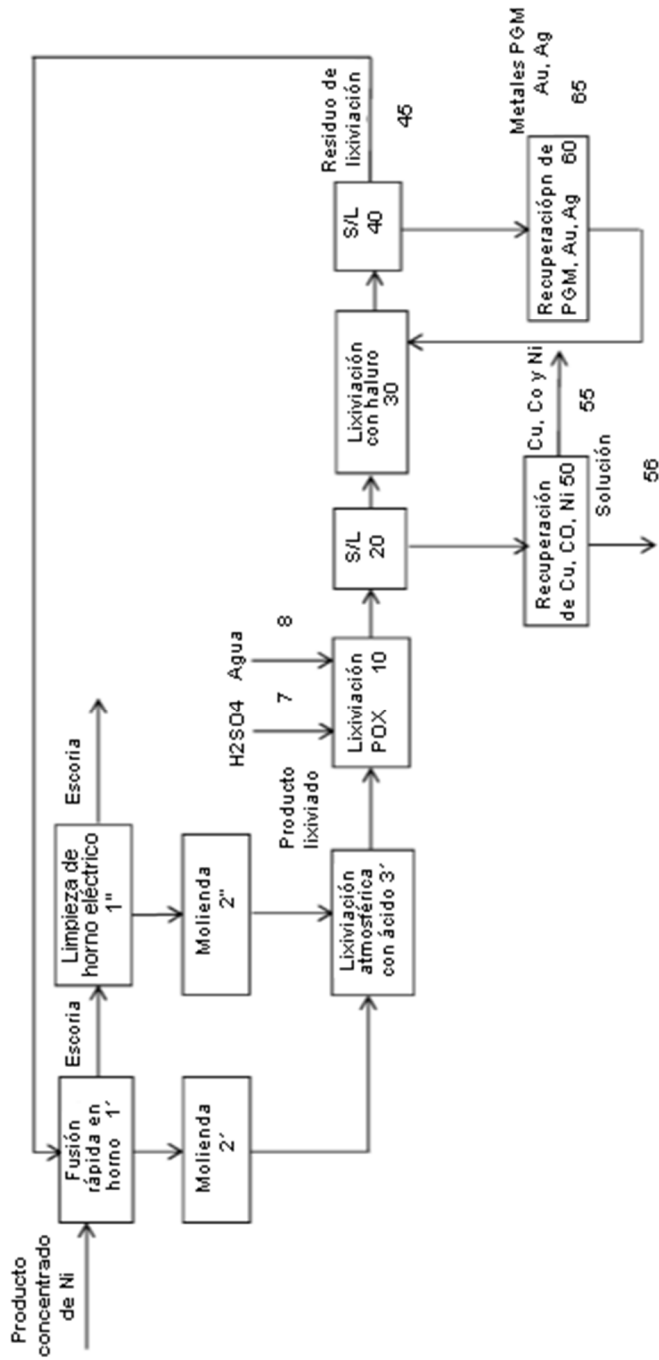 Producto
concentrado
de Ni
Fusión
rápida en
horno 1´
Escoria
Limpieza de
horno eléctrico
1"
Escoria
Molienda
2´
Molienda
2"
Lixiviación
atmosférica
con ácido 3´
Producto
lixiviado
H2SO4
7
Agua
8
Lixiviación
POX 10
S/L
20
Lixiviación
con haluro
30
S/L
40
Residuo de
lixiviación
45
Recuperación
de Cu, CO, Ni 50
Cu, Co y Ni
55
Solución
56
Recuperaciópn de
PGM, Au, Ag 60
Metales PGM
Au, Ag
65